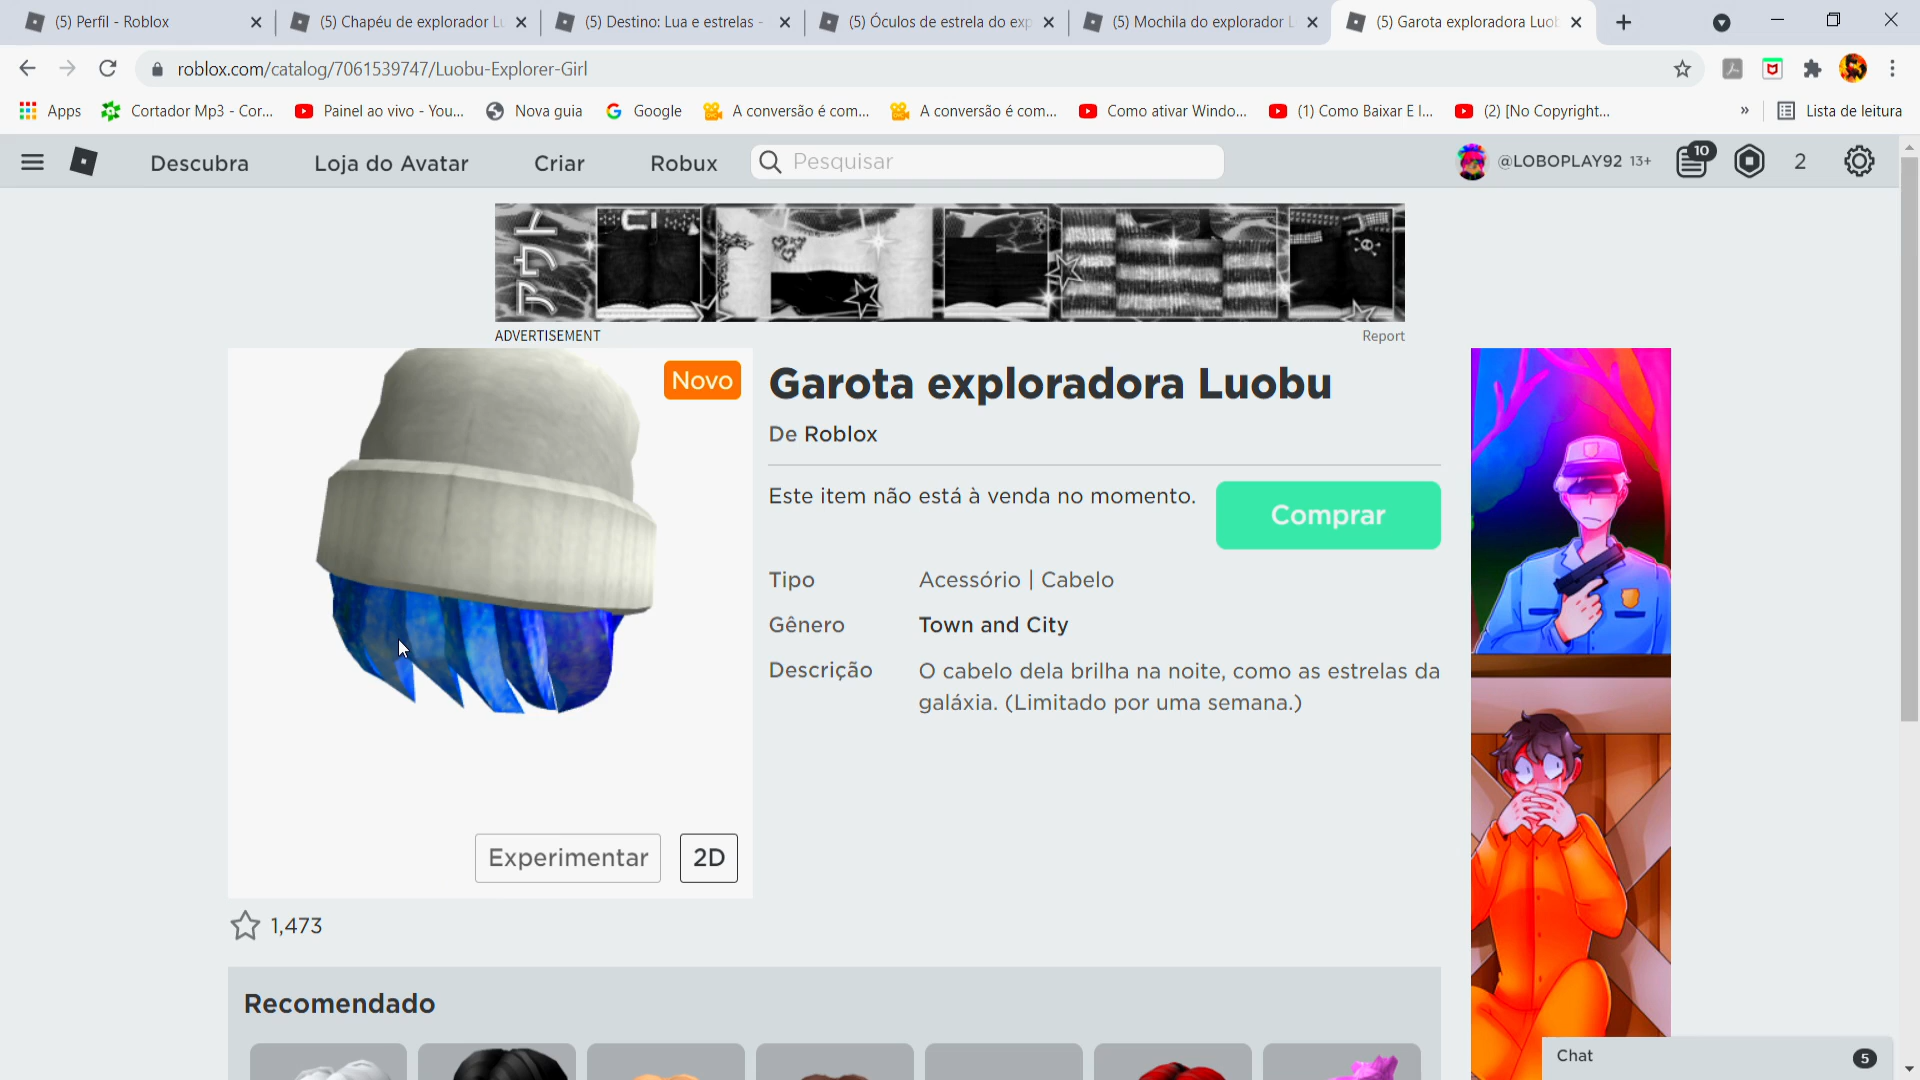 (5) Perfil - Roblox
(5) Chapéu de explorador Lu
(5) Destino: Lua e estrelas -
(5) Óculos de estrela do exp
(5) Mochila do explorador L
(5) Garota exploradora Luob
roblox.com/catalog/7061539747/Luobu-Explorer-Girl
Apps
Cortador Mp3 - Cor...
Painel ao vivo - You...
Nova guia
Google
A conversão é com...
A conversão é com...
Como ativar Windo...
(1) Como Baixar E I...
(2) [No Copyright...
»
Lista de leitura
Descubra
Loja do Avatar
Criar
Robux
Pesquisar
@LOBOPLAY92 13+
10
2
アウト
ADVERTISEMENT
Report
Novo
Garota exploradora Luobu
De Roblox
Este item não está à venda no momento.
Comprar
Tipo
Acessório | Cabelo
Gênero
Town and City
Descrição
O cabelo dela brilha na noite, como as estrelas da
galáxia. (Limitado por uma semana.)
Experimentar
2D
1,473
Recomendado
Chat
5